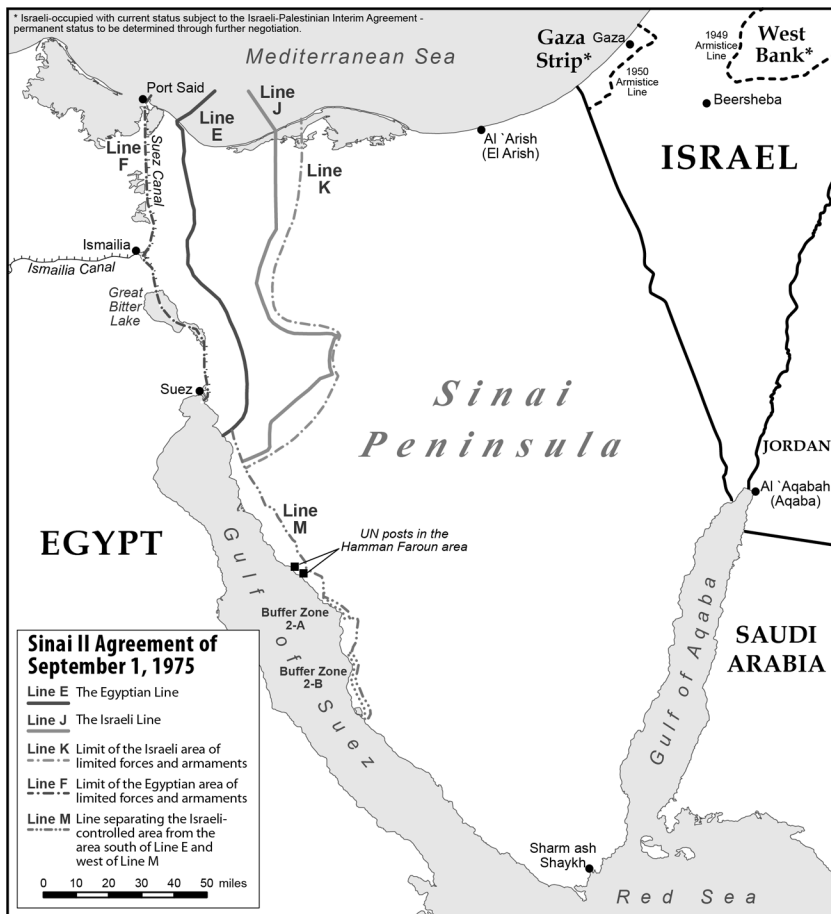 * Israeli-occupied with current status subject to the Israeli-Palestinian Interim Agreement -
permanent status to be determined through further negotiation.
Mediterranean Sea
Gaza
Strip*
Gaza
1950
Armistice
Line
1949
Armistice
Line
West
Bank*
Beersheba
Port Said
Line
F
Suez Canal
Line
E
Line
J
Line
K
Al `Arish
(El Arish)
ISRAEL
Ismailia
Ismailia Canal
Great
Bitter
Lake
Suez
Sinai
Peninsula
JORDAN
Al `Aqabah
(Aqaba)
EGYPT
Line
M
UN posts in the
Hamman Faroun area
Gulf of Suez
Buffer Zone
2-A
Buffer Zone
2-B
Gulf of Aqaba
SAUDI
ARABIA
Sharm ash
Shaykh
Red Sea
Sinai II Agreement of
September 1, 1975
Line E The Egyptian Line
Line J The Israeli Line
Line K Limit of the Israeli area of
limited forces and armaments
Line F Limit of the Egyptian area of
limited forces and armaments
Line M Line separating the Israeli-
controlled area from the
area south of Line E and
west of Line M
0 10 20 30 40 50 miles